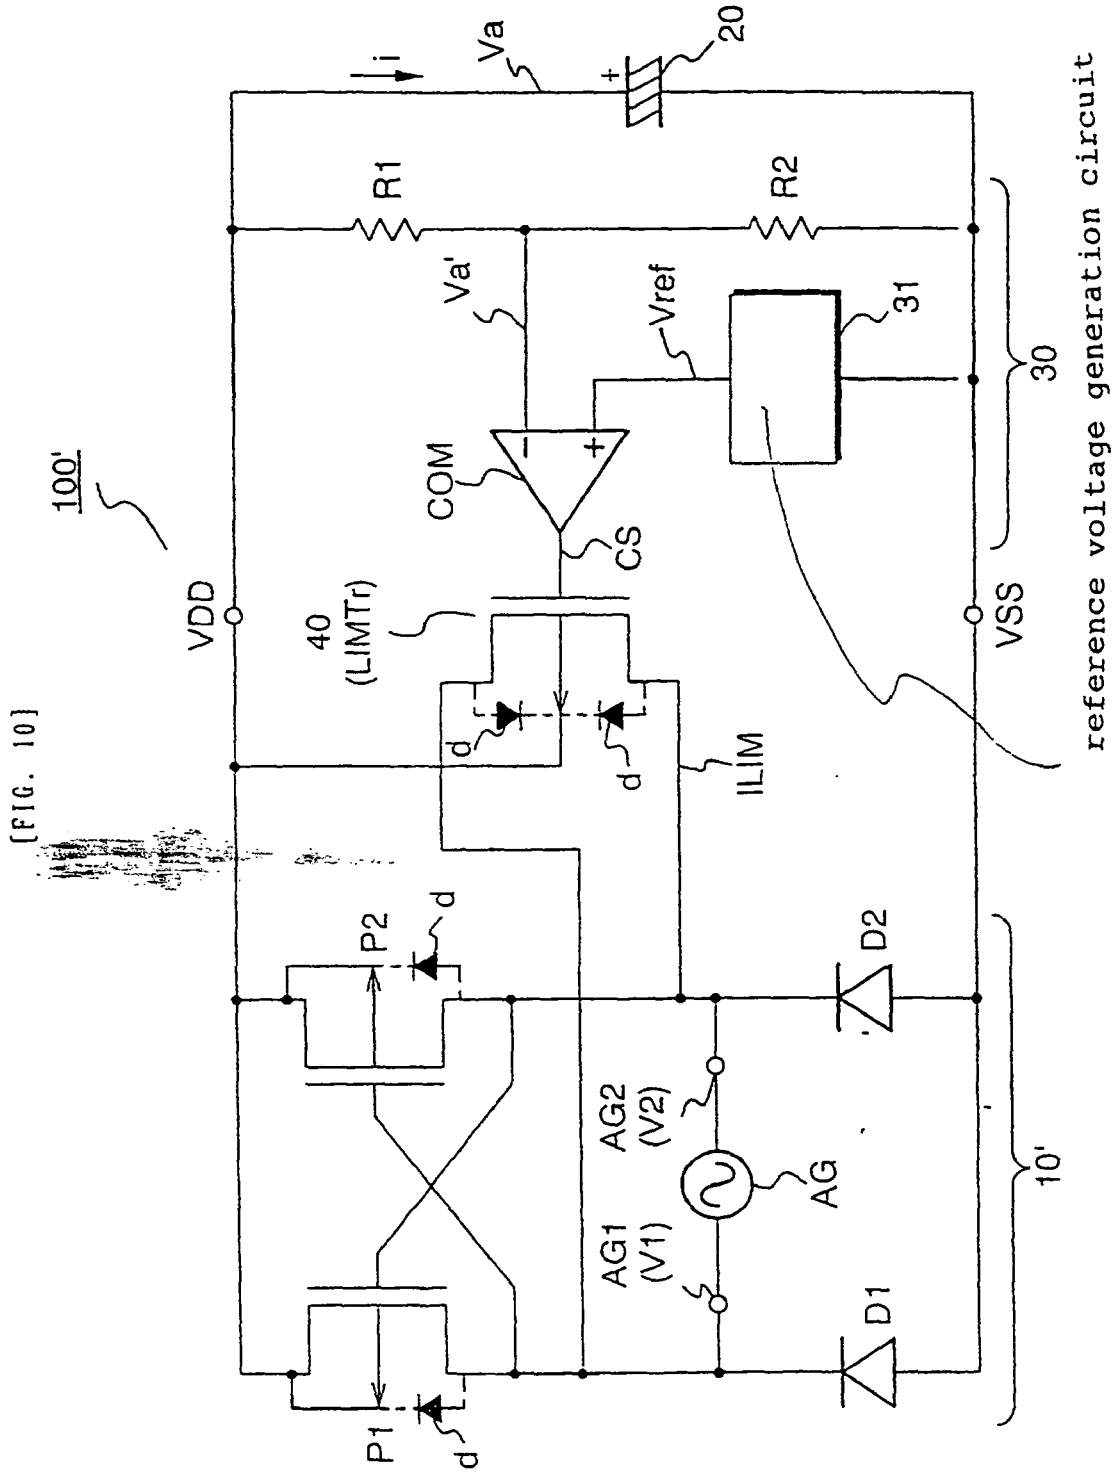 [FIG. 10]
100'
VDD
Va
i
+
20
R1
Va'
COM
40
(LIMTr)
CS
d
d
ILIM
Vref
R2
31
30
reference voltage generation circuit
VSS
P1
d
P2
d
AG1
(V1)
AG2
(V2)
AG
D1
D2
10'
−
+